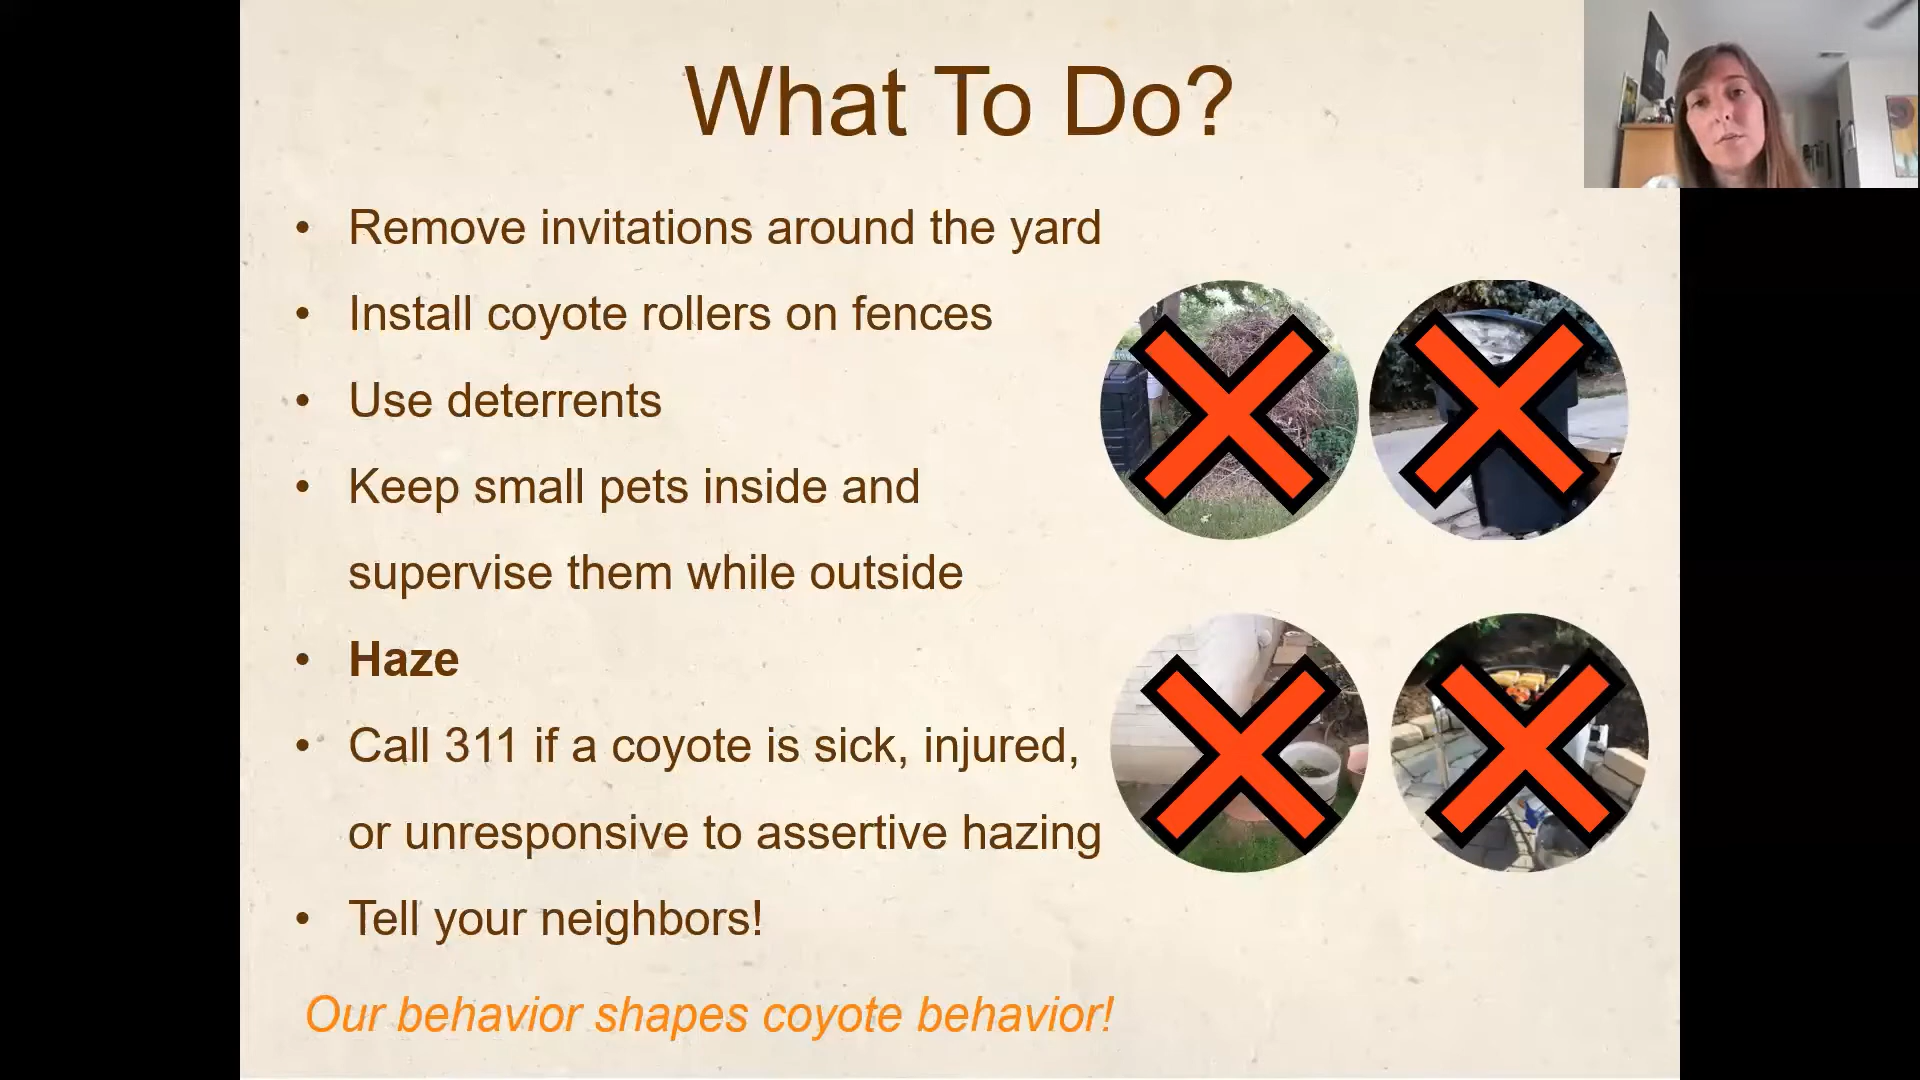 What To Do?
• Remove invitations around the yard
• Install coyote rollers on fences
• Use deterrents
• Keep small pets inside and
supervise them while outside
• Haze
• Call 311 if a coyote is sick, injured,
or unresponsive to assertive hazing
• Tell your neighbors!
Our behavior shapes coyote behavior!